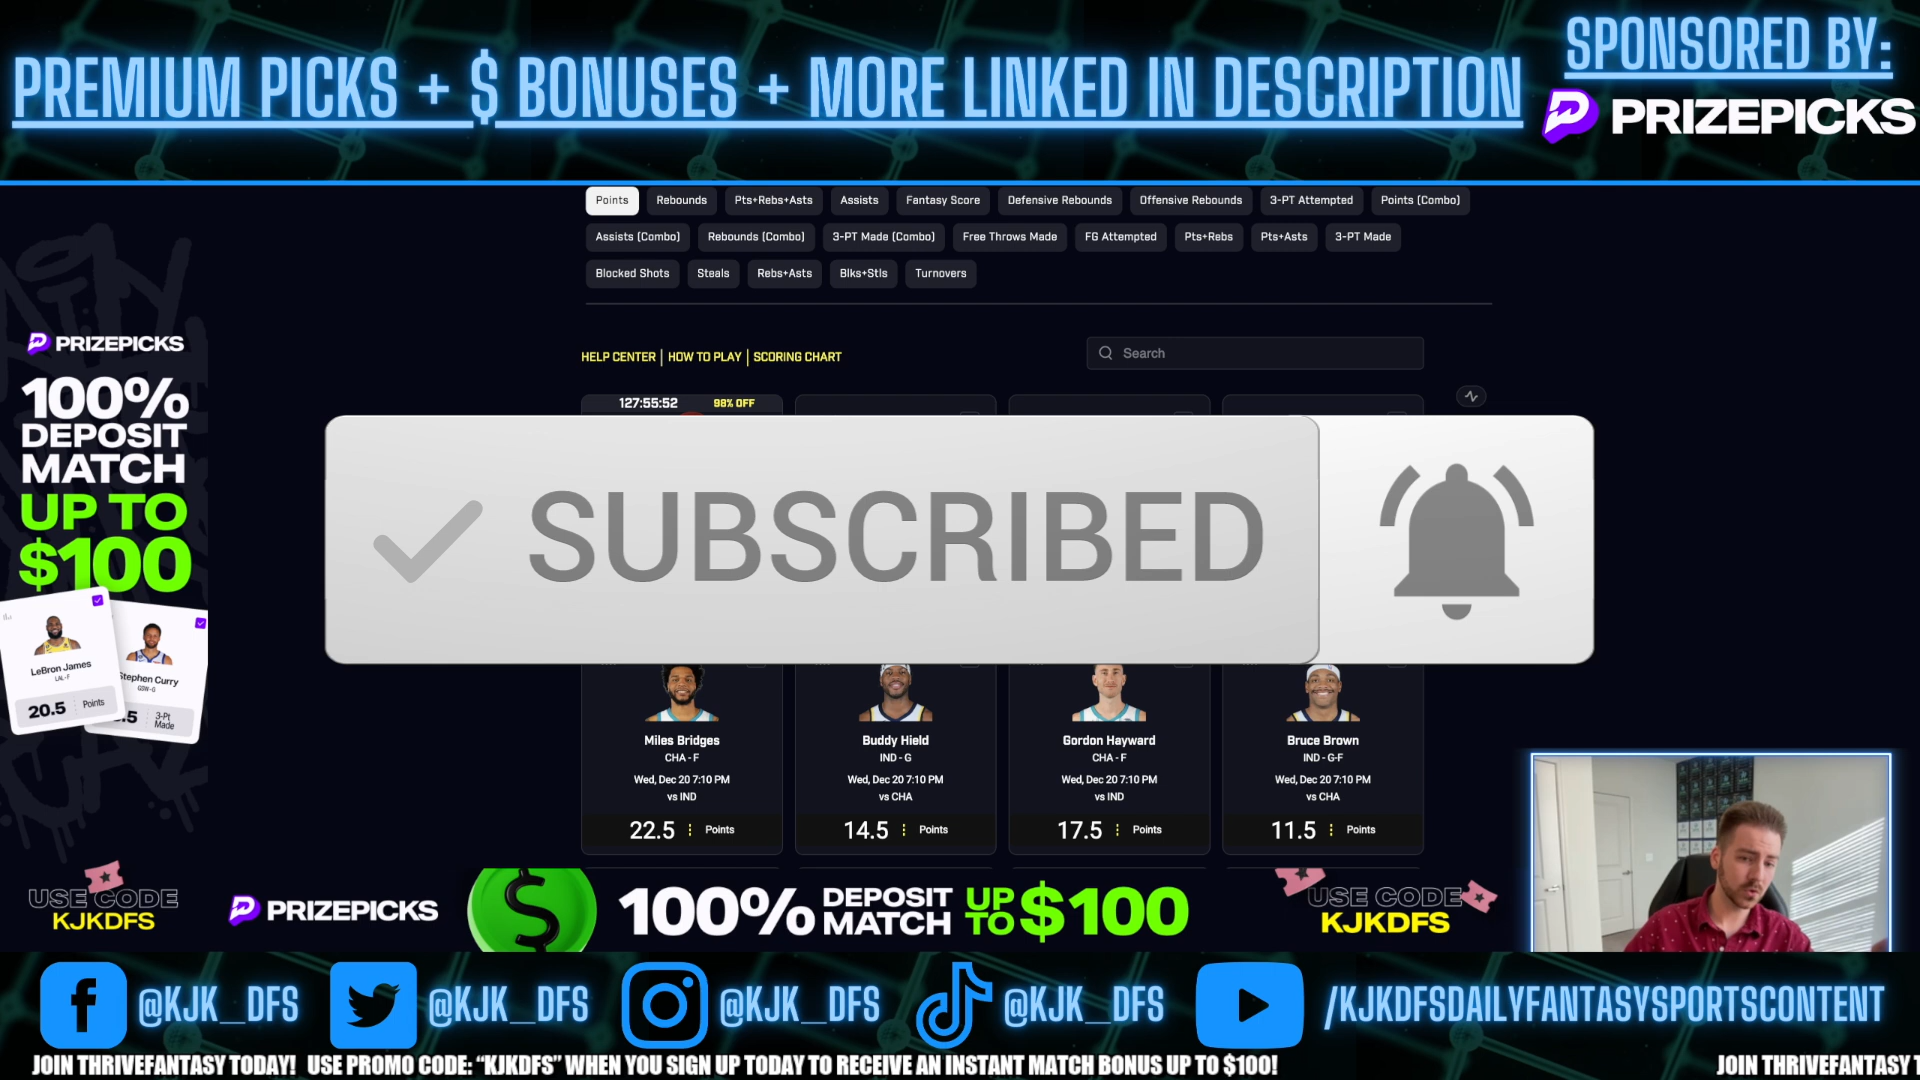 PREMIUM PICKS + $ BONUSES + MORE LINKED IN DESCRIPTION
SPONSORED BY:
PRIZEPICKS
Points Rebounds Pts+Rebs+Asts Assists Fantasy Score Defensive Rebounds Offensive Rebounds 3-PT Attempted Points (Combo)
Assists (Combo) Rebounds (Combo) 3-PT Made (Combo) Free Throws Made FG Attempted Pts+Rebs Pts+Asts 3-PT Made
Blocked Shots Steals Rebs+Asts Blks+Stls Turnovers
HELP CENTER | HOW TO PLAY | SCORING CHART
Search
127:55:52 98% OFF
SUBSCRIBED
PRIZEPICKS
100%
DEPOSIT
MATCH
UP TO
$100
LeBron James
LAL-F
20.5 Points
Stephen Curry
GSW-G
.5 3-Pt
Made
Miles Bridges
CHA - F
Wed, Dec 20 7:10 PM
vs IND
22.5 Points
Buddy Hield
IND - G
Wed, Dec 20 7:10 PM
vs CHA
14.5 Points
Gordon Hayward
CHA - F
Wed, Dec 20 7:10 PM
vs IND
17.5 Points
Bruce Brown
IND - G-F
Wed, Dec 20 7:10 PM
vs CHA
11.5 Points
USE CODE
KJKDFS
PRIZEPICKS
100% DEPOSIT MATCH UP TO $100
USE CODE
KJKDFS
@KJK_DFS @KJK_DFS @KJK_DFS @KJK_DFS /KJKDFSDAILYFANTASYSPORTSCONTENT
JOIN THRIVEFANTASY TODAY! USE PROMO CODE: “KJKDFS” WHEN YOU SIGN UP TODAY TO RECEIVE AN INSTANT MATCH BONUS UP TO $100!
JOIN THRIVEFANTASY T